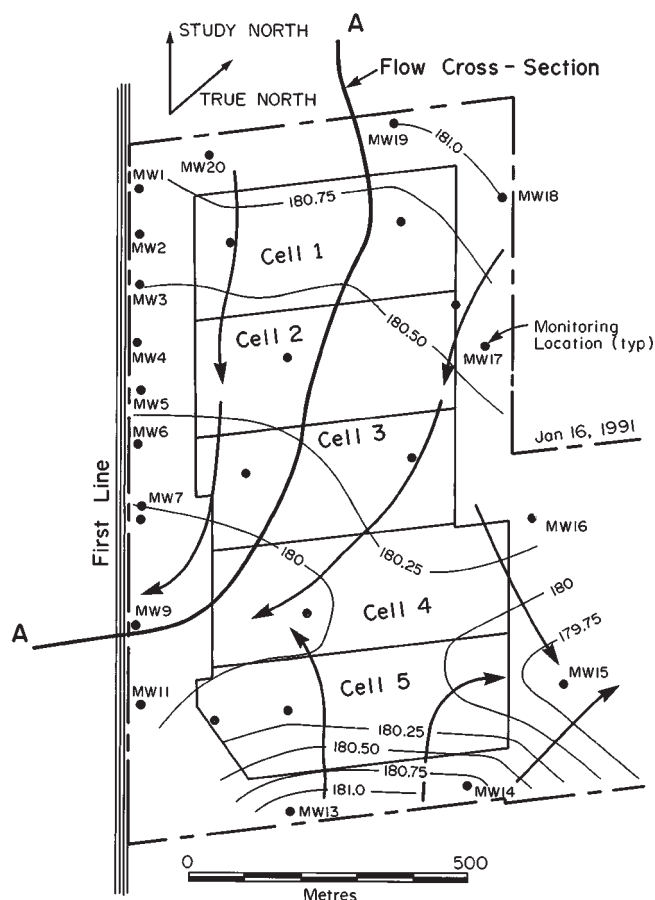 A
STUDY NORTH
Flow Cross-Section
TRUE NORTH
MW19
181.0
MW20
MW1
180.75
MW18
MW2
Cell 1
MW3
180.50
Cell 2
Monitoring
Location (typ)
MW4
MW17
MW5
MW6
Cell 3
Jan 16, 1991
MW7
MW16
First Line
180
180.25
180
179.75
Cell 4
MW9
A
MW15
Cell 5
MW11
180.25
180.50
180.75
181.0
MW14
MW13
0
500
Metres